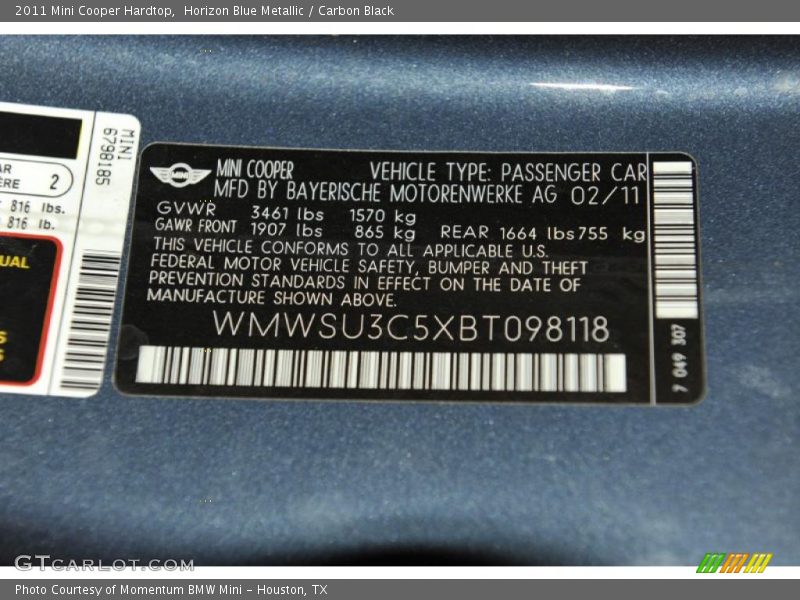 2011 Mini Cooper Hardtop,  Horizon Blue Metallic / Carbon Black
MINI
6798185
2
816 lbs.
816 lb.
MINI
MINI COOPER VEHICLE TYPE: PASSENGER CAR
MFD BY BAYERISCHE MOTORENWERKE AG 02/11
GVWR 3461 lbs 1570 kg
GAWR FRONT 1907 lbs 865 kg REAR 1664 lbs 755 kg
THIS VEHICLE CONFORMS TO ALL APPLICABLE U.S.
FEDERAL MOTOR VEHICLE SAFETY, BUMPER AND THEFT
PREVENTION STANDARDS IN EFFECT ON THE DATE OF
MANUFACTURE SHOWN ABOVE.
WMWSU3C5XBT098118
7 049 307
GTcarlot.com
Photo Courtesy of Momentum BMW Mini - Houston, TX